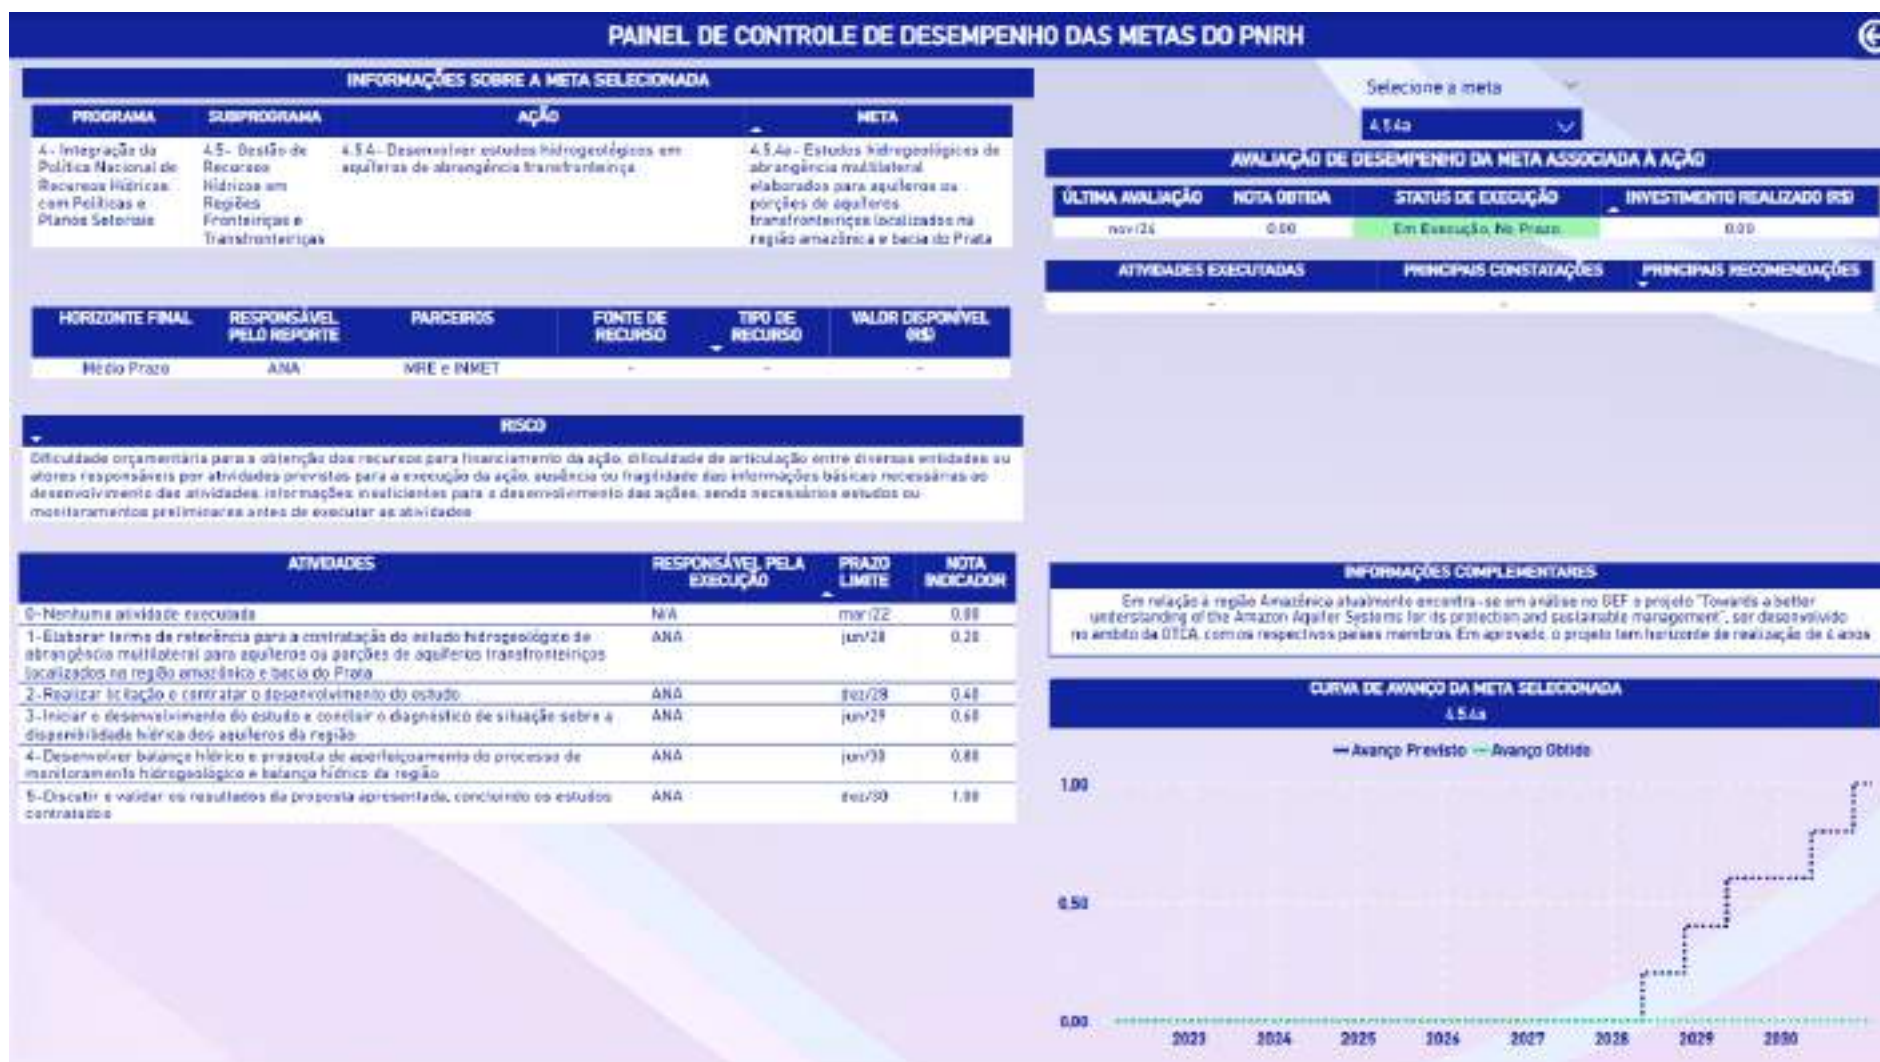 PAINEL DE CONTROLE DE DESEMPENHO DAS METAS DO PNRH
INFORMAÇÕES SOBRE A META SELECIONADA
PROGRAMA SUBPROGRAMA AÇÃO META
4- Integração da Política Nacional de Recursos Hídricos com Políticas e Planos Setoriais
4.5- Gestão de Recursos Hídricos em Regiões Fronteiriças e Transfronteiriças
4.5.4- Desenvolver estudos hidrogeológicos em aquíferos de abrangência transfronteiriça
4.5.4a- Estudos hidrogeológicos de abrangência multilateral elaborados para aquíferos ou porções de aquíferos transfronteiriços localizados na região amazônica e bacia do Prata
HORIZONTE FINAL RESPONSÁVEL PELO REPORTE PARCEIROS FONTE DE RECURSO TIPO DE RECURSO VALOR DISPONÍVEL (R$)
Médio Prazo ANA MRE e INMET - - -
RISCO
Dificuldade orçamentária para a obtenção dos recursos para financiamento da ação, dificuldade de articulação entre diversas entidades ou
atores responsáveis por atividades previstas para a execução da ação, ausência ou fragilidade das informações básicas necessárias ao
desenvolvimento das atividades, informações insuficientes para o desenvolvimento das ações, sendo necessários estudos ou
monitoramentos preliminares antes de executar as atividades
ATIVIDADES RESPONSÁVEL PELA EXECUÇÃO PRAZO LIMITE NOTA INDICADOR
0-Nenhuma atividade executada N/A mar/22 0.00
1-Elaborar termo de referência para a contratação do estudo hidrogeológico de ANA jun/28 0.20
abrangência multilateral para aquíferos ou porções de aquíferos transfronteiriços
localizados na região amazônica e bacia do Prata
2-Realizar licitação e contratar o desenvolvimento do estudo ANA dez/28 0.40
3-Iniciar o desenvolvimento do estudo e concluir o diagnóstico de situação sobre a ANA jun/29 0.60
disponibilidade hídrica dos aquíferos da região
4-Desenvolver balanço hídrico e proposta de aperfeiçoamento do processo de ANA jun/30 0.80
monitoramento hidrogeológico e balanço hídrico da região
5-Discutir e validar os resultados da proposta apresentada, concluindo os estudos ANA dez/30 1.00
contratados
Selecione a meta
4.5.4a
AVALIAÇÃO DE DESEMPENHO DA META ASSOCIADA À AÇÃO
ÚLTIMA AVALIAÇÃO NOTA OBTIDA STATUS DE EXECUÇÃO INVESTIMENTO REALIZADO (R$)
nov/24 0.00 Em Execução, No Prazo 0.00
ATIVIDADES EXECUTADAS PRINCIPAIS CONSTATAÇÕES PRINCIPAIS RECOMENDAÇÕES
- - -
INFORMAÇÕES COMPLEMENTARES
Em relação à região Amazônica atualmente encontra-se em análise no GEF o projeto "Towards a better
understanding of the Amazon Aquifer Systems for its protection and sustainable management", ser desenvolvido
no âmbito da OTCA, com os respectivos países membros. Em aprovado, o projeto tem horizonte de realização de 4 anos
CURVA DE AVANÇO DA META SELECIONADA
4.5.4a
Avanço Previsto Avanço Obtido
1.00
0.50
0.00
2023 2024 2025 2026 2027 2028 2029 2030